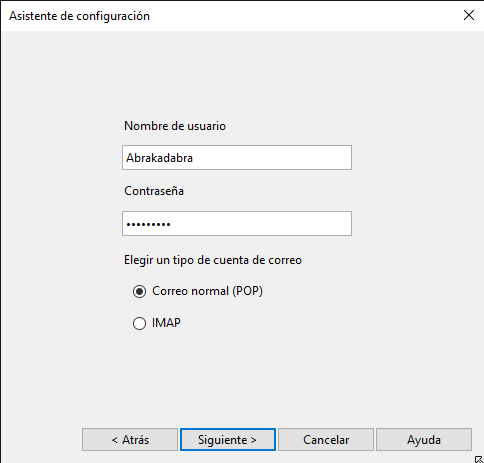 Asistente de configuración
Nombre de usuario
Abrakadabra
Contraseña
•••••••••
Elegir un tipo de cuenta de correo
Correo normal (POP)
IMAP
< Atrás Siguiente > Cancelar Ayuda